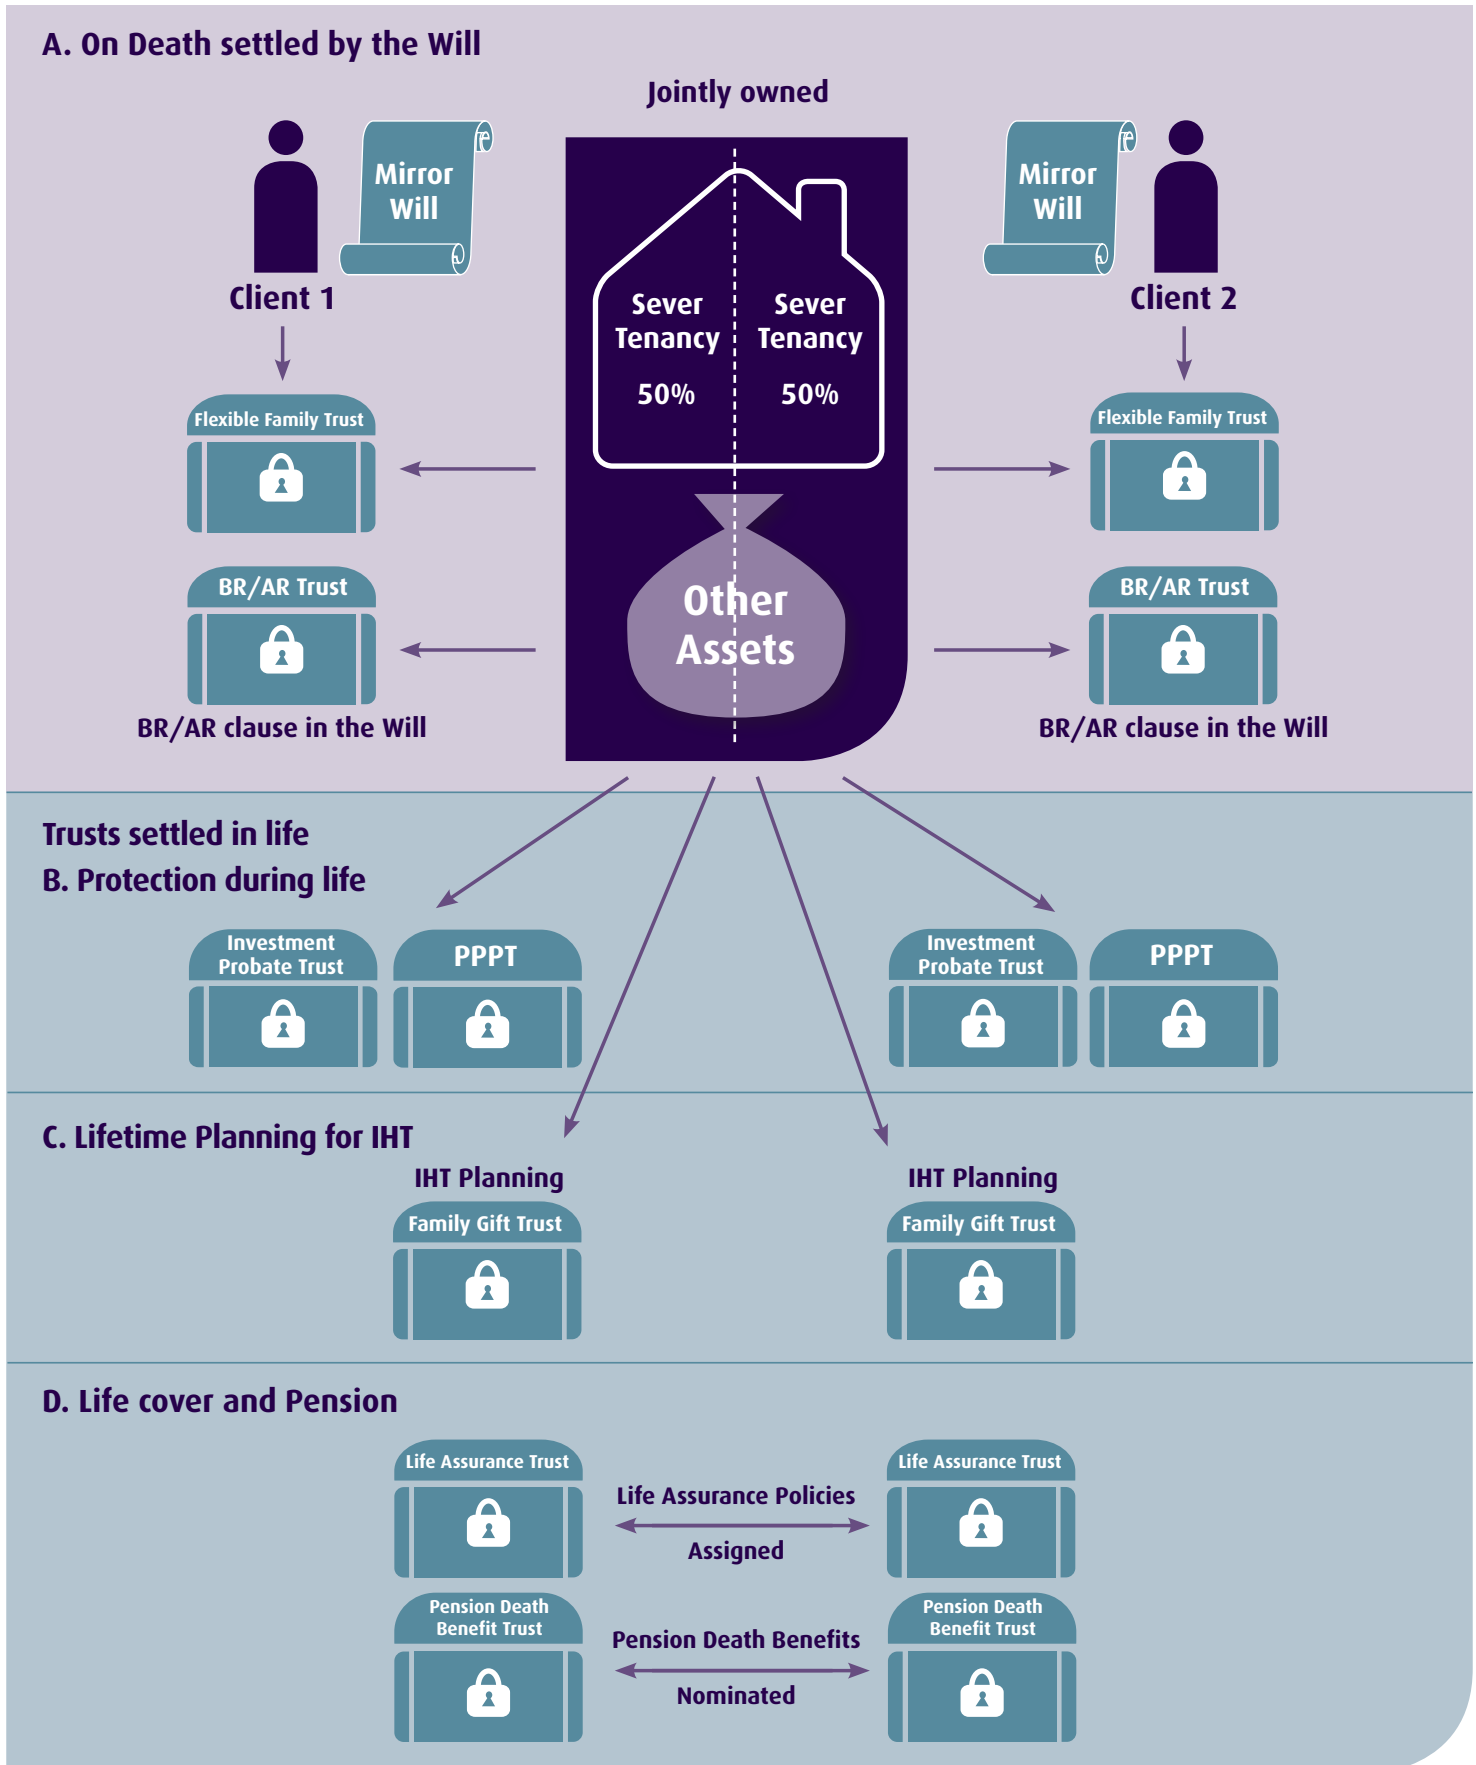 A. On Death settled by the Will
Jointly owned
Mirror
Will
Client 1
Mirror
Will
Client 2
Sever
Tenancy
50%
Sever
Tenancy
50%
Flexible Family Trust
Flexible Family Trust
Other
Assets
BR/AR Trust
BR/AR clause in the Will
BR/AR Trust
BR/AR clause in the Will
Trusts settled in life
B. Protection during life
Investment
Probate Trust
PPPT
Investment
Probate Trust
PPPT
C. Lifetime Planning for IHT
IHT Planning
Family Gift Trust
IHT Planning
Family Gift Trust
D. Life cover and Pension
Life Assurance Trust
Life Assurance Policies
Assigned
Life Assurance Trust
Pension Death
Benefit Trust
Pension Death Benefits
Nominated
Pension Death
Benefit Trust